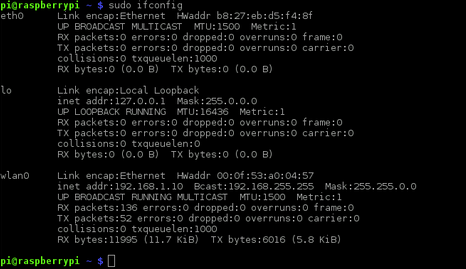 pi@raspberrypi ~ $ sudo ifconfig
eth0 Link encap:Ethernet HWaddr b8:27:eb:d5:f4:8f
UP BROADCAST MULTICAST MTU:1500 Metric:1
RX packets:0 errors:0 dropped:0 overruns:0 frame:0
TX packets:0 errors:0 dropped:0 overruns:0 carrier:0
collisions:0 txqueuelen:1000
RX bytes:0 (0.0 B) TX bytes:0 (0.0 B)
lo Link encap:Local Loopback
inet addr:127.0.0.1 Mask:255.0.0.0
UP LOOPBACK RUNNING MTU:16436 Metric:1
RX packets:0 errors:0 dropped:0 overruns:0 frame:0
TX packets:0 errors:0 dropped:0 overruns:0 carrier:0
collisions:0 txqueuelen:0
RX bytes:0 (0.0 B) TX bytes:0 (0.0 B)
wlan0 Link encap:Ethernet HWaddr 00:0f:53:a0:04:57
inet addr:192.168.1.10 Bcast:192.168.255.255 Mask:255.255.0.0
UP BROADCAST RUNNING MULTICAST MTU:1500 Metric:1
RX packets:136 errors:0 dropped:0 overruns:0 frame:0
TX packets:52 errors:0 dropped:0 overruns:0 carrier:0
collisions:0 txqueuelen:1000
RX bytes:11995 (11.7 KiB) TX bytes:6016 (5.8 KiB)
pi@raspberrypi ~ $